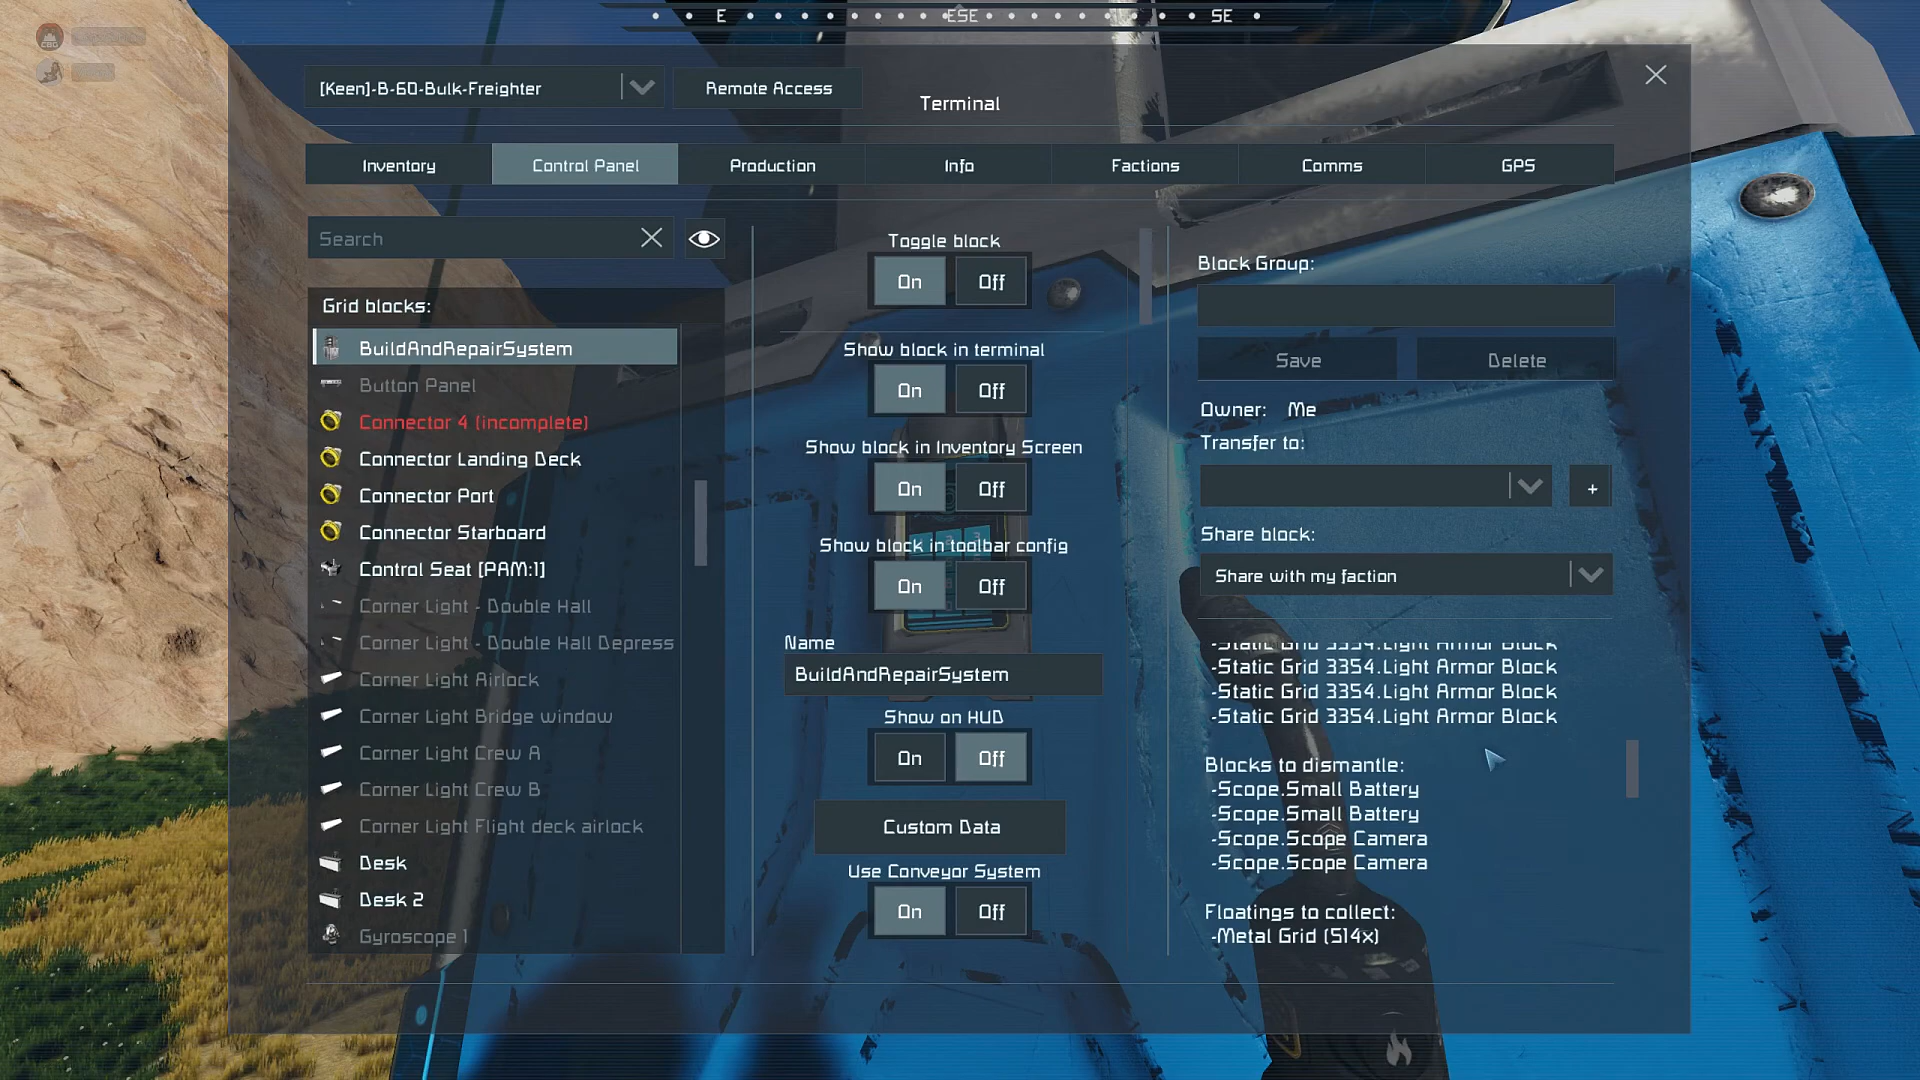 E ESE SE
[Keen]-B-60-Bulk-Freighter
Remote Access
Terminal
Inventory
Control Panel
Production
Info
Factions
Comms
GPS
Search
Grid blocks:
BuildAndRepairSystem
Button Panel
Connector 4 (incomplete)
Connector Landing Deck
Connector Port
Connector Starboard
Control Seat [PAM:1]
Corner Light - Double Hall
Corner Light - Double Hall Depress
Corner Light Airlock
Corner Light Bridge window
Corner Light Crew A
Corner Light Crew B
Corner Light Flight deck airlock
Desk
Desk 2
Gyroscope 1
Toggle block
On Off
Show block in terminal
On Off
Show block in Inventory Screen
On Off
Show block in toolbar config
On Off
Name
BuildAndRepairSystem
Show on HUD
On Off
Custom Data
Use Conveyor System
On Off
Block Group:
Save Delete
Owner: Me
Transfer to:
+
Share block:
Share with my faction
-Static Grid 3354.Light Armor Block
-Static Grid 3354.Light Armor Block
-Static Grid 3354.Light Armor Block
-Static Grid 3354.Light Armor Block
Blocks to dismantle:
-Scope.Small Battery
-Scope.Small Battery
-Scope.Scope Camera
-Scope.Scope Camera
Floatings to collect:
-Metal Grid (514x)